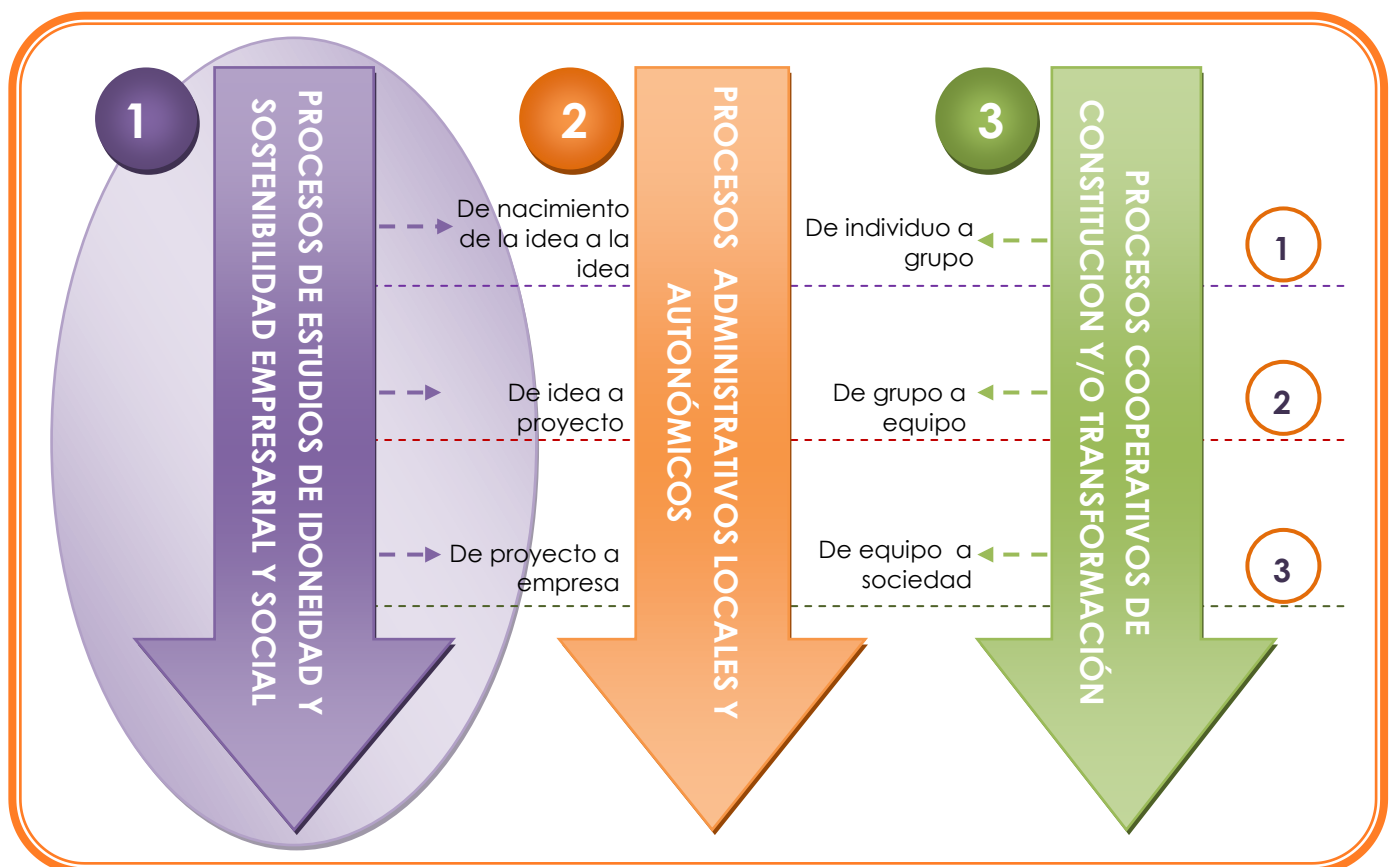 1
PROCESOS DE ESTUDIOS DE IDONEIDAD Y
SOSTENIBILIDAD EMPRESARIAL Y SOCIAL
De nacimiento
de la idea a la
idea
De idea a
proyecto
De proyecto a
empresa
2
PROCESOS ADMINISTRATIVOS LOCALES Y
AUTONÓMICOS
3
PROCESOS COOPERATIVOS DE
CONSTITUCION Y/O TRANSFORMACIÓN
De individuo a
grupo
De grupo a
equipo
De equipo a
sociedad
1
2
3